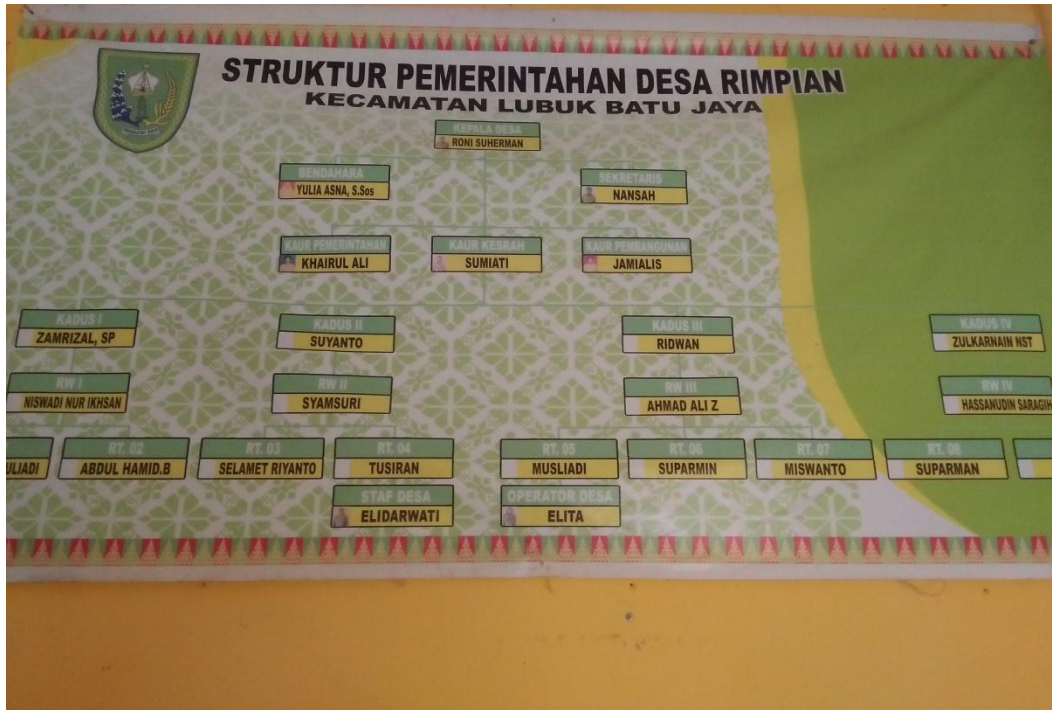 STRUKTUR PEMERINTAHAN DESA RIMPIAN
KECAMATAN LUBUK BATU JAYA
KEPALA DESA
RONI SUHERMAN
BENDAHARA
YULIA ASNA, S.Sos
SEKRETARIS
NANSAH
KAUR PEMERINTAHAN
KHAIRUL ALI
KAUR KESRAH
SUMIATI
KAUR PEMBANGUNAN
JAMIALIS
KADUS I
ZAMRIZAL, SP
KADUS II
SUYANTO
KADUS III
RIDWAN
KADUS IV
ZULKARNAIN NST
RW I
NISWADI NUR IKHSAN
RW II
SYAMSURI
RW III
AHMAD ALI Z
RW IV
HASSANUDIN SARAGIH
ULIADI
RT. 02
ABDUL HAMID.B
RT. 03
SELAMET RIYANTO
RT. 04
TUSIRAN
RT. 05
MUSLIADI
RT. 06
SUPARMIN
RT. 07
MISWANTO
RT. 08
SUPARMAN
STAF DESA
ELIDARWATI
OPERATOR DESA
ELITA